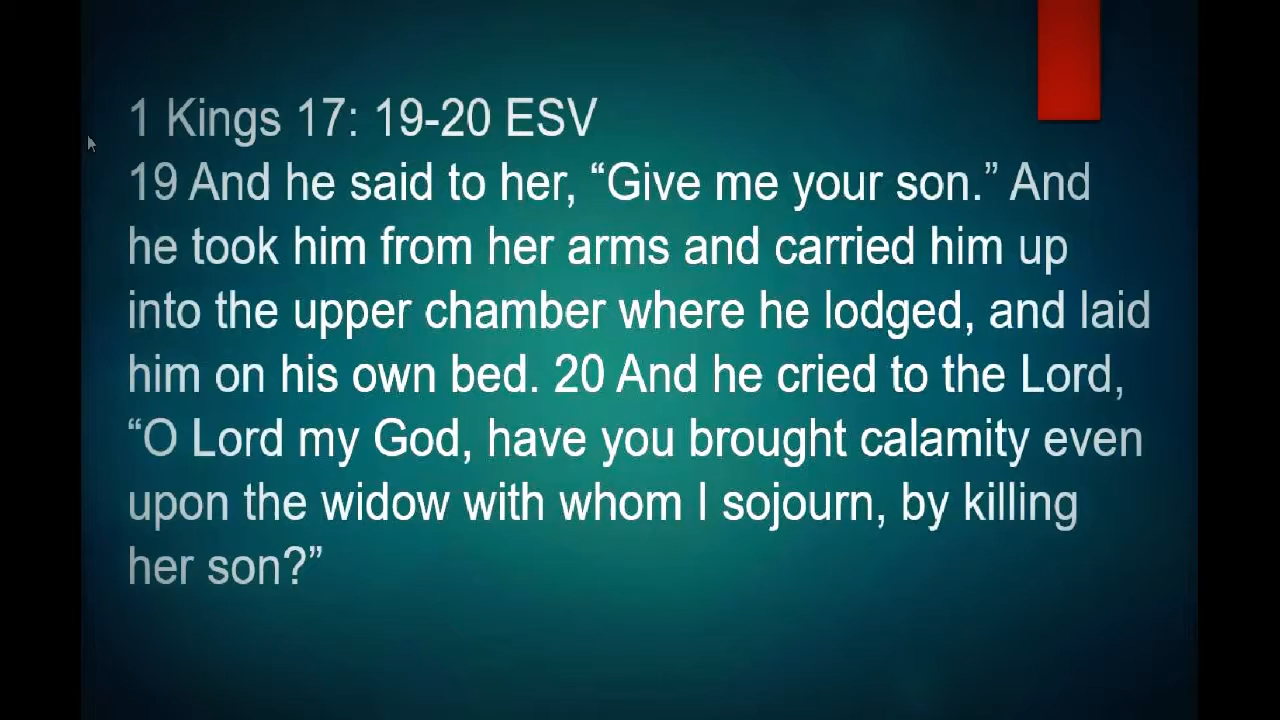 1 Kings 17: 19-20 ESV
19 And he said to her, “Give me your son.” And
he took him from her arms and carried him up
into the upper chamber where he lodged, and laid
him on his own bed. 20 And he cried to the Lord,
“O Lord my God, have you brought calamity even
upon the widow with whom I sojourn, by killing
her son?”